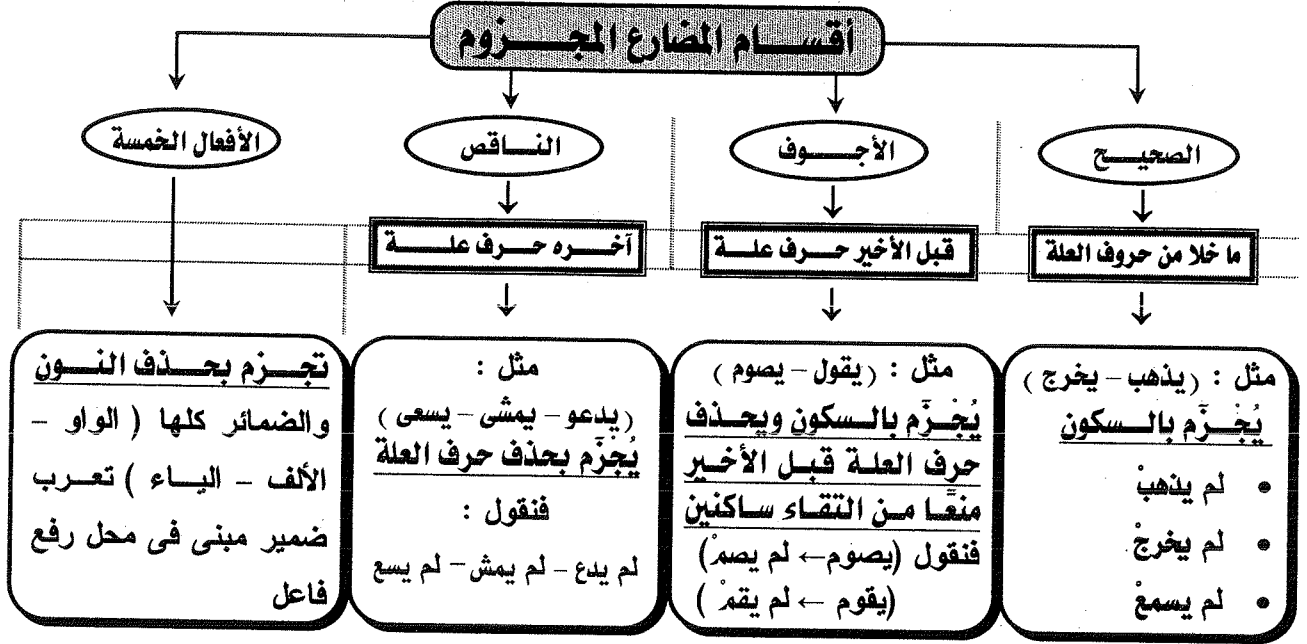 أقسام المضارع المجزوم
الصحيح
الأجوف
الناقص
الأفعال الخمسة
ما خلا من حروف العلة
قبل الأخير حرف علة
آخره حرف علة
مثل : (يذهب – يخرج)
يُجْزَم بالسكون
• لم يذهبْ
• لم يخرجْ
• لم يسمعْ
مثل : (يقول – يصوم)
يُجْزَم بالسكون ويحذف
حرف العلة قبل الأخير
منعًا من التقاء ساكنين
فنقول (يصوم ← لم يصمْ)
(يقوم ← لم يقمْ)
مثل :
(يدعو – يمشى – يسعى)
يُجْزَم بحذف حرف العلة
فنقول :
لم يدع – لم يمش – لم يسع
تجزم بحذف النون
والضمائر كلها (الواو –
الألف – الياء) تعرب
ضمير مبنى فى محل رفع
فاعل